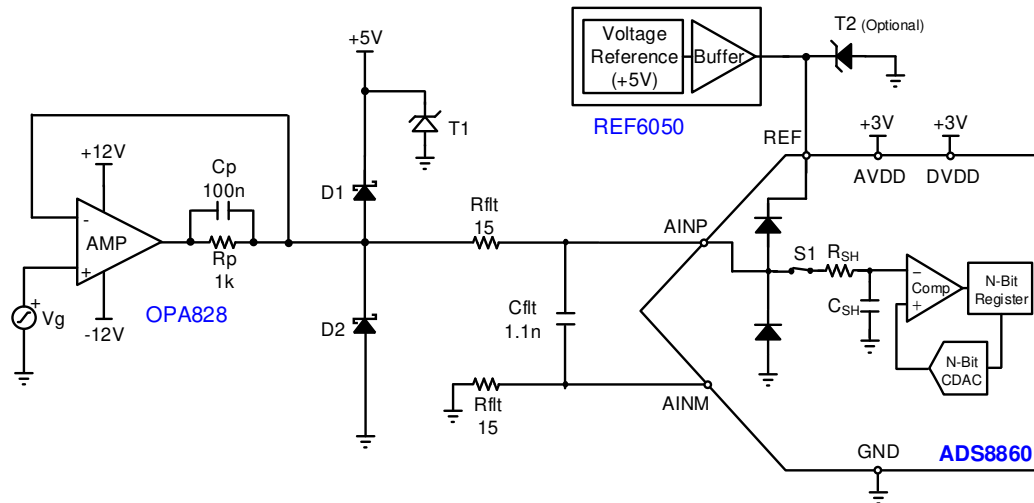 +5V
Voltage
Reference
(+5V)
Buffer
T2 (Optional)
REF6050
REF
+3V
+3V
AVDD
DVDD
T1
+12V
Cp
100n
D1
Rflt
15
AINP
-
AMP
+
Rp
1k
S1
RSH
−
Comp
+
N-Bit
Register
Vg
+
-12V
OPA828
D2
Cflt
1.1n
CSH
N-Bit
CDAC
Rflt
15
AINM
GND
ADS8860